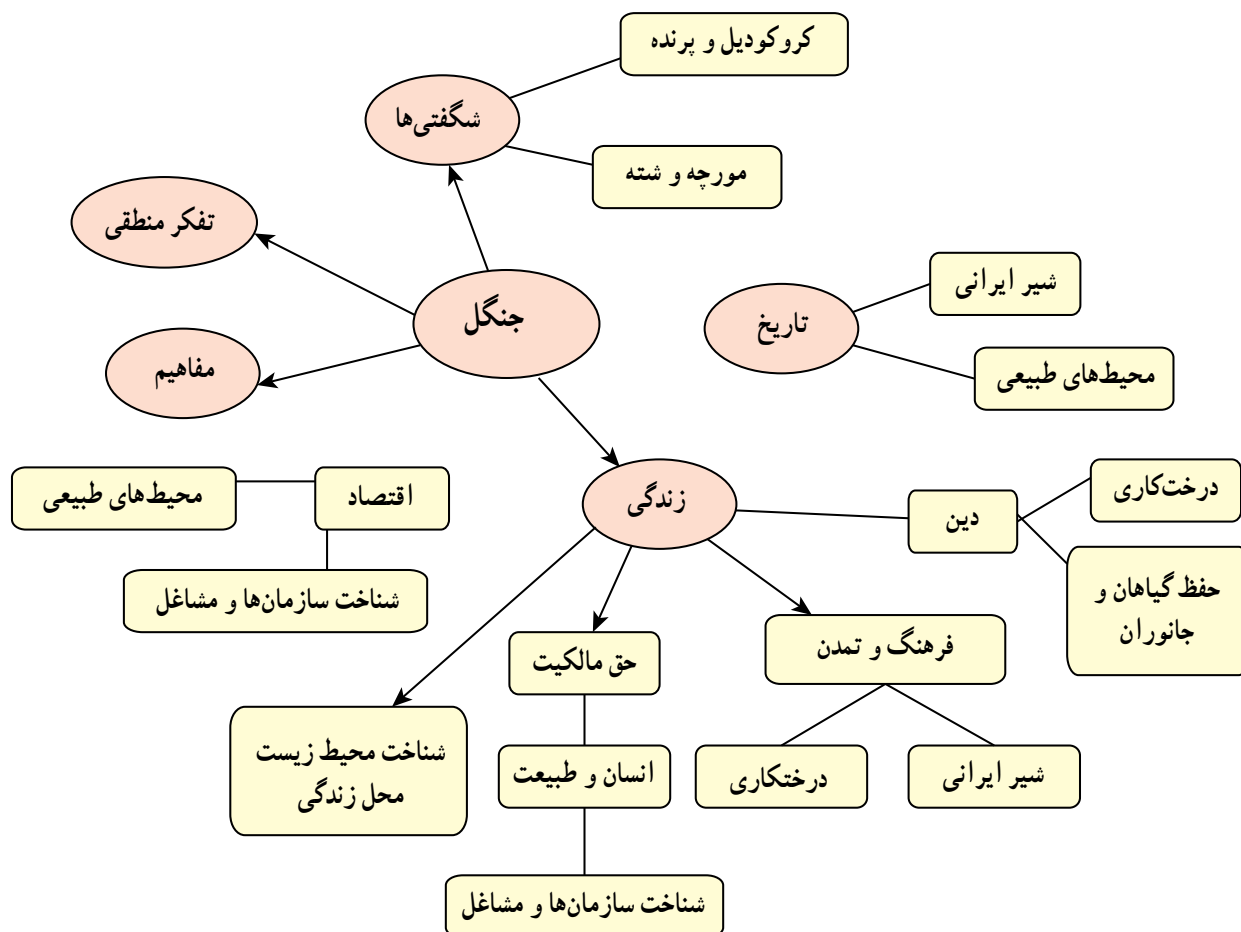 کروکودیل و پرنده
شگفتی‌ها
مورچه و شته
تفکر منطقی
جنگل
شیر ایرانی
تاریخ
مفاهیم
محیط‌های طبیعی
درخت‌کاری
زندگی
دین
اقتصاد
محیط‌های طبیعی
حفظ گیاهان و
جانوران
شناخت سازمان‌ها و مشاغل
فرهنگ و تمدن
حق مالکیت
شناخت محیط زیست
محل زندگی
شیر ایرانی
درختکاری
انسان و طبیعت
شناخت سازمان‌ها و مشاغل